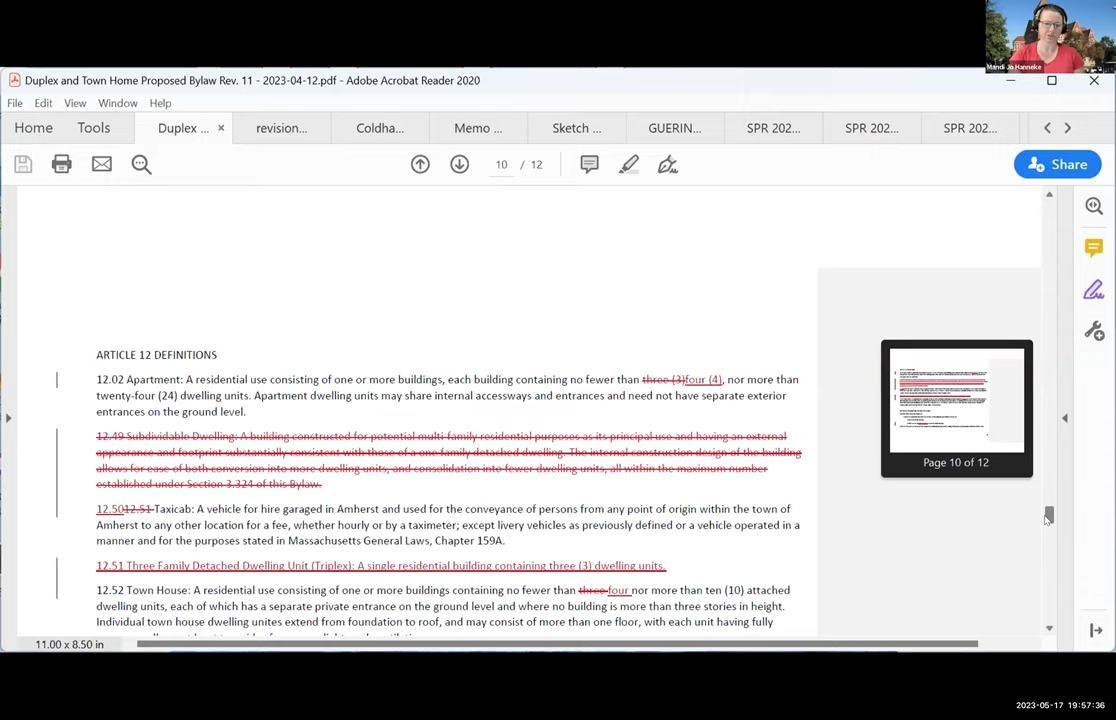 Mandi Jo Hanneke
Duplex and Town Home Proposed Bylaw Rev. 11 - 2023-04-12.pdf - Adobe Acrobat Reader 2020
File Edit View Window Help
Home Tools Duplex ... × revision... Coldha... Memo ... Sketch ... GUERIN... SPR 202... SPR 202... SPR 202...
10 / 12
Share
ARTICLE 12 DEFINITIONS
12.02 Apartment: A residential use consisting of one or more buildings, each building containing no fewer than three (3)four (4), nor more than
twenty-four (24) dwelling units. Apartment dwelling units may share internal accessways and entrances and need not have separate exterior
entrances on the ground level.
12.49 Subdividable Dwelling: A building constructed for potential multi-family residential purposes as its principal use and having an external
appearance and footprint substantially consistent with those of a one family detached dwelling. The internal construction design of the building
allows for ease of both conversion into more dwelling units, and consolidation into fewer dwelling units, all within the maximum number
established under Section 3.324 of this Bylaw.
12.5012.51 Taxicab: A vehicle for hire garaged in Amherst and used for the conveyance of persons from any point of origin within the town of
Amherst to any other location for a fee, whether hourly or by a taximeter; except livery vehicles as previously defined or a vehicle operated in a
manner and for the purposes stated in Massachusetts General Laws, Chapter 159A.
12.51 Three Family Detached Dwelling Unit (Triplex): A single residential building containing three (3) dwelling units.
12.52 Town House: A residential use consisting of one or more buildings containing no fewer than three four nor more than ten (10) attached
dwelling units, each of which has a separate private entrance on the ground level and where no building is more than three stories in height.
Individual town house dwelling unites extend from foundation to roof, and may consist of more than one floor, with each unit having fully
Page 10 of 12
11.00 x 8.50 in
2023-05-17 19:57:36